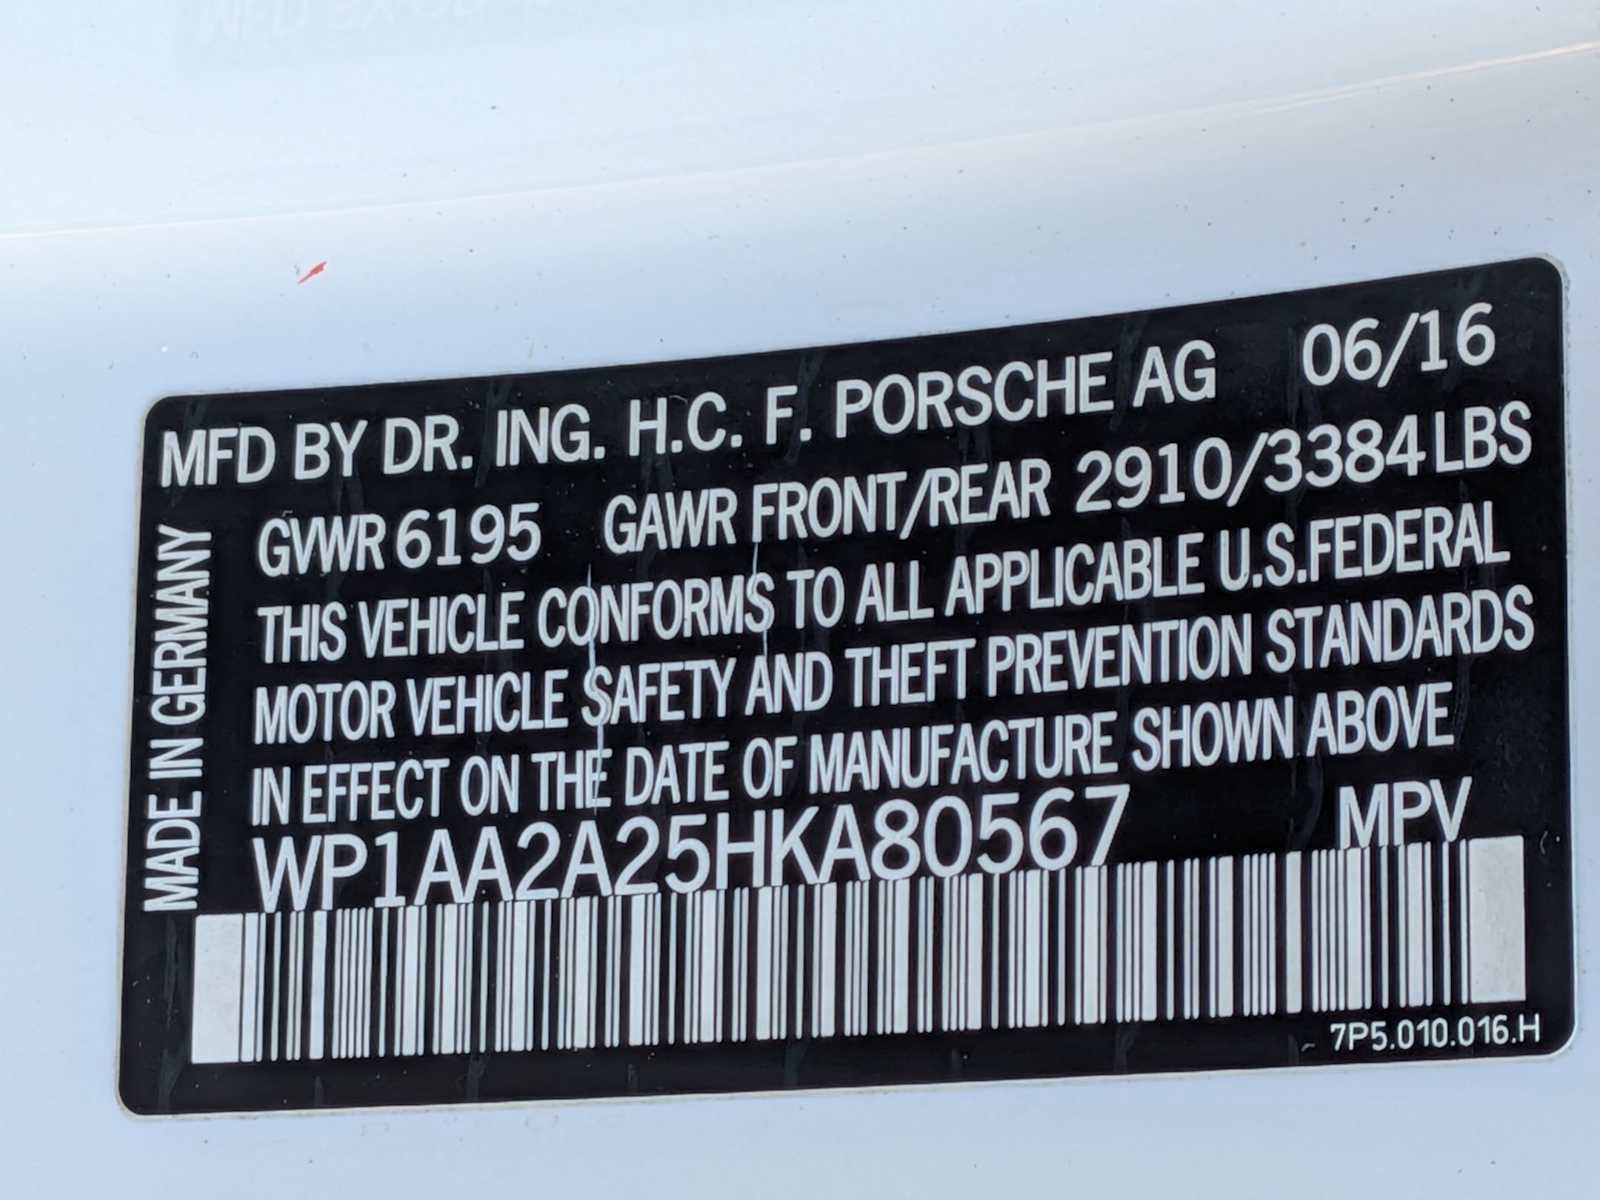 MFD BY DR. ING. H.C. F. PORSCHE AG 06/16
GVWR 6195 GAWR FRONT/REAR 2910/3384 LBS
THIS VEHICLE CONFORMS TO ALL APPLICABLE U.S.FEDERAL
MOTOR VEHICLE SAFETY AND THEFT PREVENTION STANDARDS
IN EFFECT ON THE DATE OF MANUFACTURE SHOWN ABOVE
WP1AA2A25HKA80567 MPV
MADE IN GERMANY
7P5.010.016.H